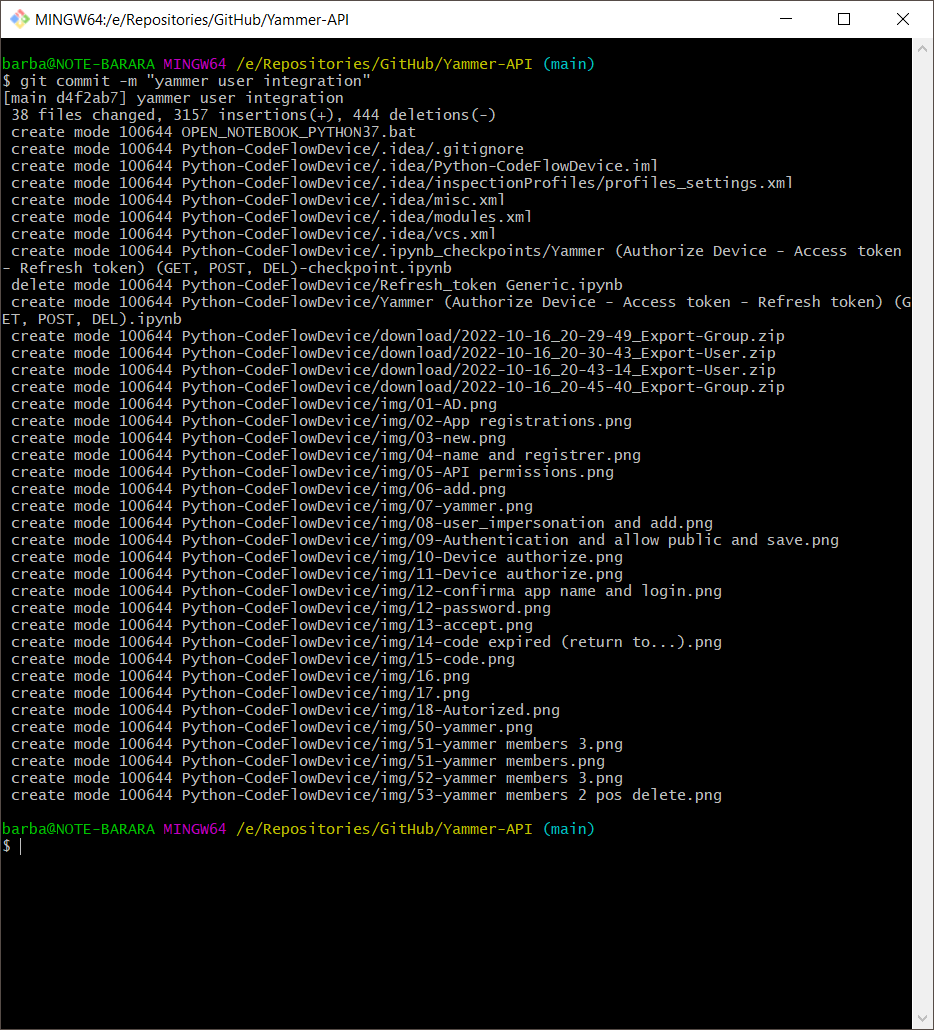 MINGW64:/e/Repositories/GitHub/Yammer-API
barba@NOTE-BARARA MINGW64 /e/Repositories/GitHub/Yammer-API (main)
$ git commit -m "yammer user integration"
[main d4f2ab7] yammer user integration
 38 files changed, 3157 insertions(+), 444 deletions(-)
 create mode 100644 OPEN_NOTEBOOK_PYTHON37.bat
 create mode 100644 Python-CodeFlowDevice/.idea/.gitignore
 create mode 100644 Python-CodeFlowDevice/.idea/Python-CodeFlowDevice.iml
 create mode 100644 Python-CodeFlowDevice/.idea/inspectionProfiles/profiles_settings.xml
 create mode 100644 Python-CodeFlowDevice/.idea/misc.xml
 create mode 100644 Python-CodeFlowDevice/.idea/modules.xml
 create mode 100644 Python-CodeFlowDevice/.idea/vcs.xml
 create mode 100644 Python-CodeFlowDevice/.ipynb_checkpoints/Yammer (Authorize Device - Access token
- Refresh token) (GET, POST, DEL)-checkpoint.ipynb
 delete mode 100644 Python-CodeFlowDevice/Refresh_token Generic.ipynb
 create mode 100644 Python-CodeFlowDevice/Yammer (Authorize Device - Access token - Refresh token) (G
ET, POST, DEL).ipynb
 create mode 100644 Python-CodeFlowDevice/download/2022-10-16_20-29-49_Export-Group.zip
 create mode 100644 Python-CodeFlowDevice/download/2022-10-16_20-30-43_Export-User.zip
 create mode 100644 Python-CodeFlowDevice/download/2022-10-16_20-43-14_Export-User.zip
 create mode 100644 Python-CodeFlowDevice/download/2022-10-16_20-45-40_Export-Group.zip
 create mode 100644 Python-CodeFlowDevice/img/01-AD.png
 create mode 100644 Python-CodeFlowDevice/img/02-App registrations.png
 create mode 100644 Python-CodeFlowDevice/img/03-new.png
 create mode 100644 Python-CodeFlowDevice/img/04-name and registrer.png
 create mode 100644 Python-CodeFlowDevice/img/05-API permissions.png
 create mode 100644 Python-CodeFlowDevice/img/06-add.png
 create mode 100644 Python-CodeFlowDevice/img/07-yammer.png
 create mode 100644 Python-CodeFlowDevice/img/08-user_impersonation and add.png
 create mode 100644 Python-CodeFlowDevice/img/09-Authentication and allow public and save.png
 create mode 100644 Python-CodeFlowDevice/img/10-Device authorize.png
 create mode 100644 Python-CodeFlowDevice/img/11-Device authorize.png
 create mode 100644 Python-CodeFlowDevice/img/12-confirma app name and login.png
 create mode 100644 Python-CodeFlowDevice/img/12-password.png
 create mode 100644 Python-CodeFlowDevice/img/13-accept.png
 create mode 100644 Python-CodeFlowDevice/img/14-code expired (return to...).png
 create mode 100644 Python-CodeFlowDevice/img/15-code.png
 create mode 100644 Python-CodeFlowDevice/img/16.png
 create mode 100644 Python-CodeFlowDevice/img/17.png
 create mode 100644 Python-CodeFlowDevice/img/18-Autorized.png
 create mode 100644 Python-CodeFlowDevice/img/50-yammer.png
 create mode 100644 Python-CodeFlowDevice/img/51-yammer members 3.png
 create mode 100644 Python-CodeFlowDevice/img/51-yammer members.png
 create mode 100644 Python-CodeFlowDevice/img/52-yammer members 3.png
 create mode 100644 Python-CodeFlowDevice/img/53-yammer members 2 pos delete.png
barba@NOTE-BARARA MINGW64 /e/Repositories/GitHub/Yammer-API (main)
$